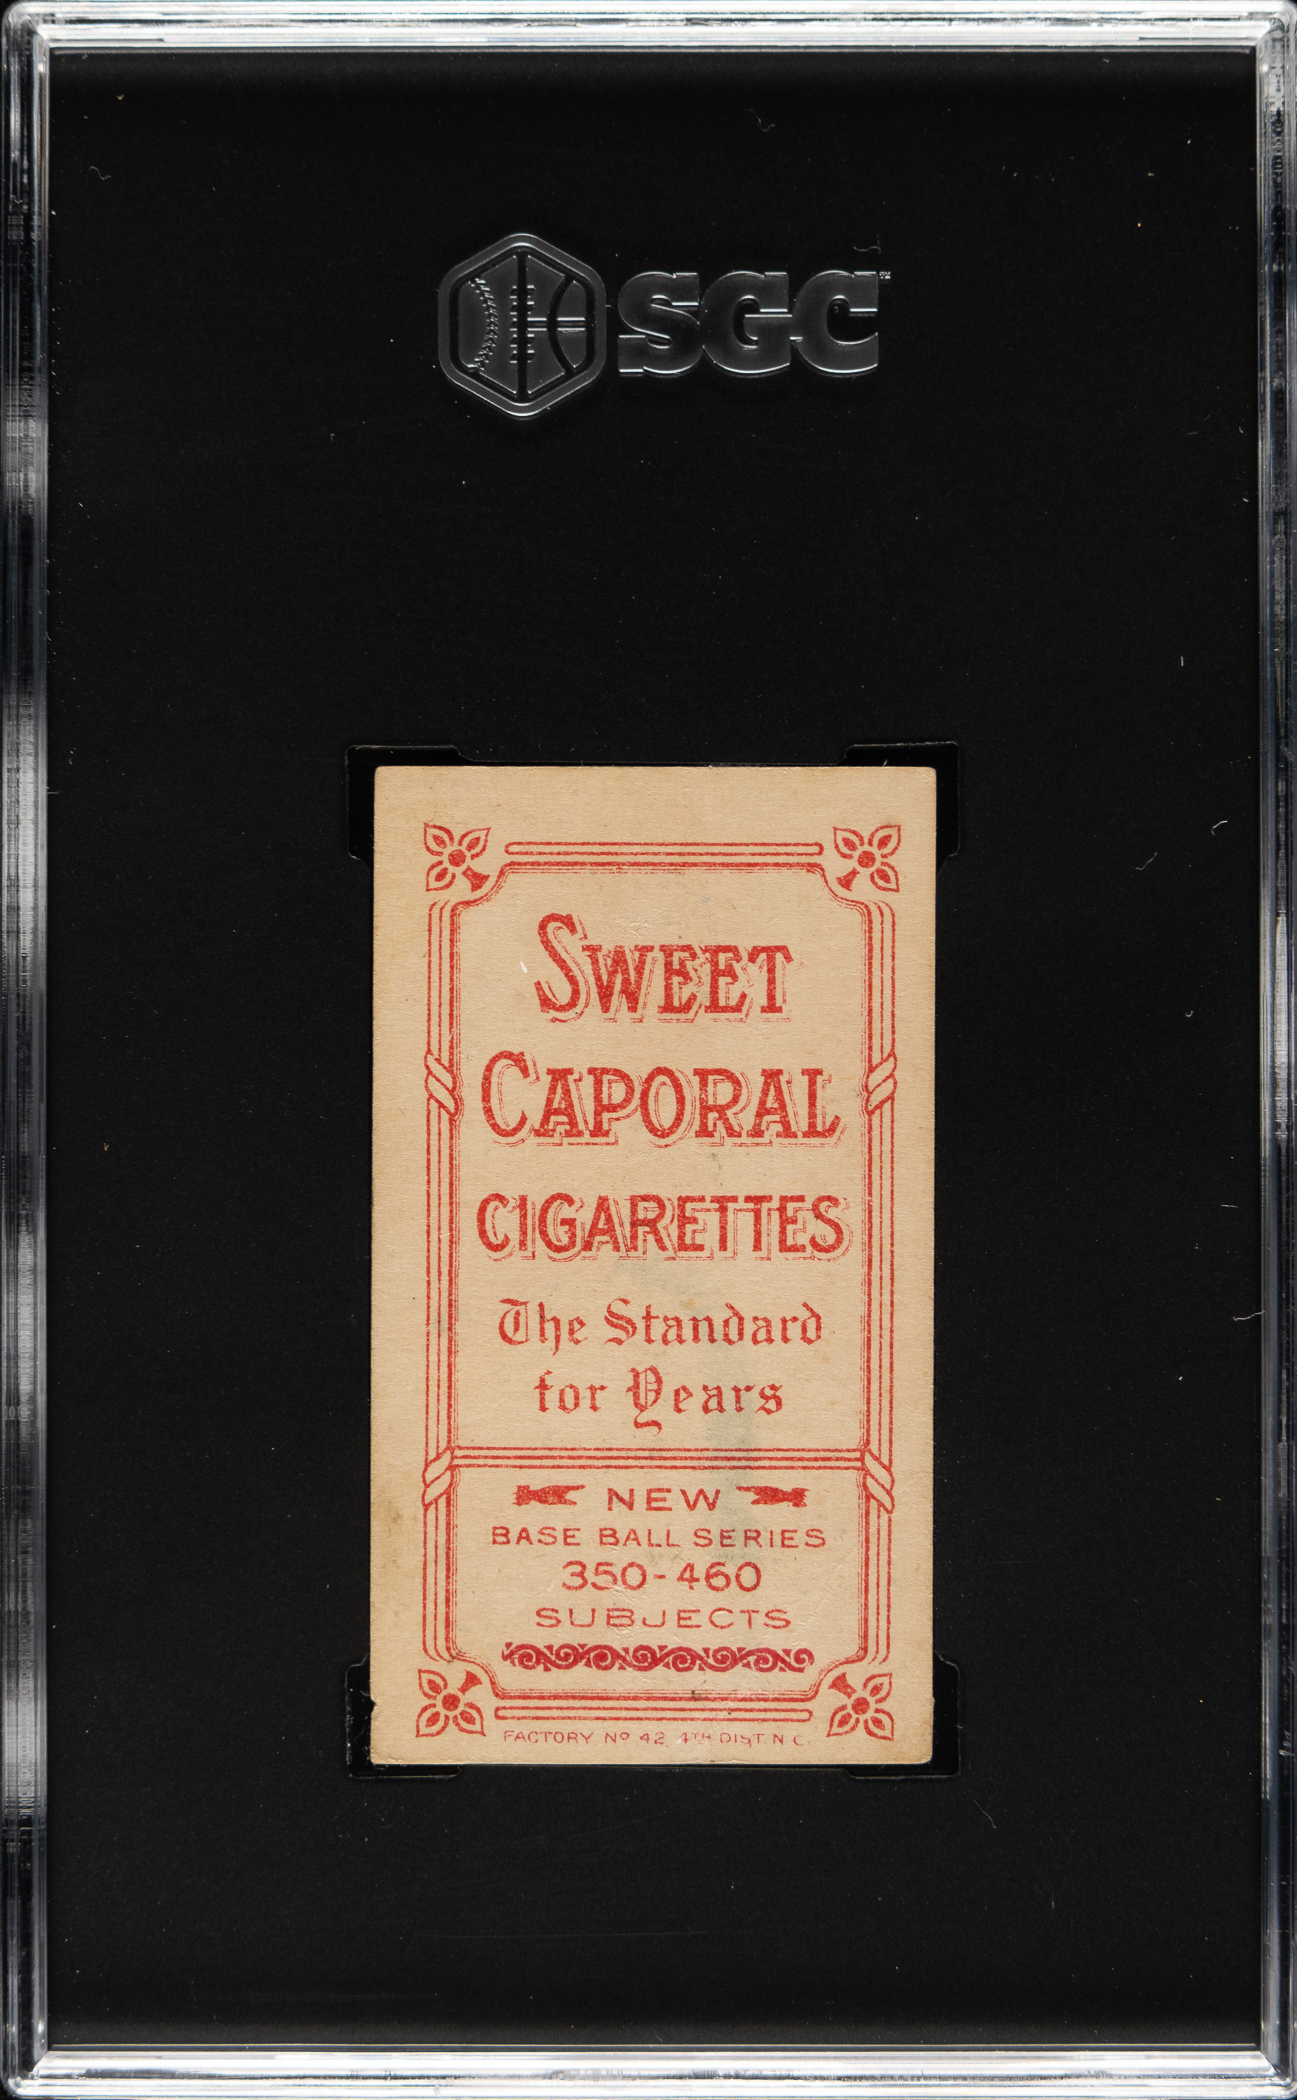 SGC™
SWEET
CAPORAL
CIGARETTES
The Standard
for Years
NEW
BASE BALL SERIES
350-460
SUBJECTS
FACTORY Nº 42, 4TH DIST. N.C.